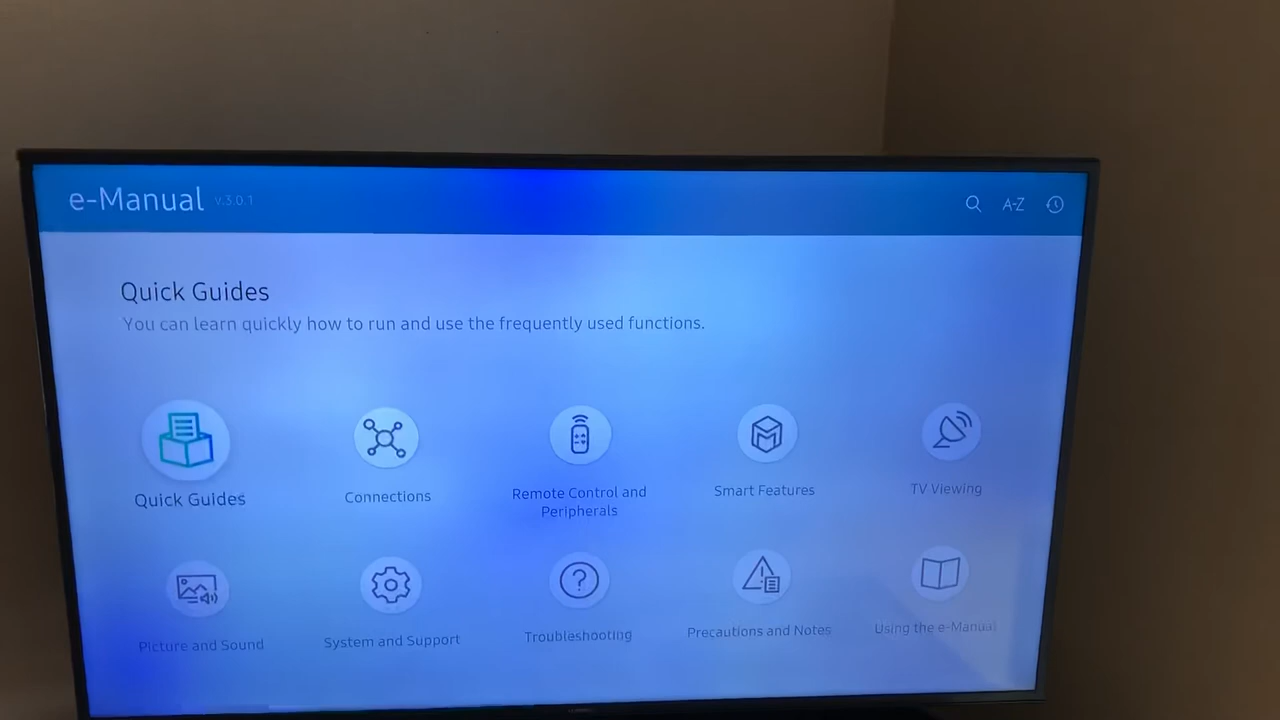 e-Manual v.3.0.1
A-Z
Quick Guides
You can learn quickly how to run and use the frequently used functions.
Quick Guides
Connections
Remote Control and
Peripherals
Smart Features
TV Viewing
Picture and Sound
System and Support
Troubleshooting
Precautions and Notes
Using the e-Manual